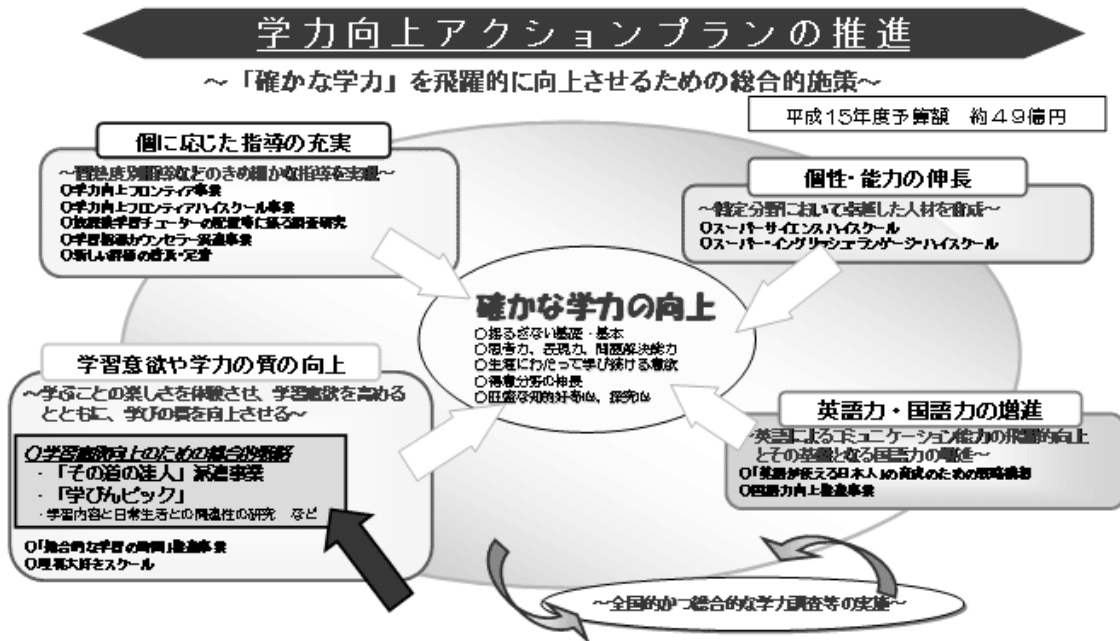 学力向上アクションプランの推進
～「確かな学力」を飛躍的に向上させるための総合的施策～
平成15年度予算額　約49億円
個に応じた指導の充実
～習熟度別指導などのきめ細かな指導を実現～
○学力向上フロンティア事業
○学力向上フロンティアハイスクール事業
○放課後学習チューターの配置等に係る調査研究
○学習指導カウンセラー派遣事業
○新しい評価の普及・定着
個性・能力の伸長
～特定分野において卓越した人材を育成～
○スーパーサイエンスハイスクール
○スーパー・イングリッシュ・ランゲージ・ハイスクール
確かな学力の向上
○揺るぎない基礎・基本
○思考力、表現力、問題解決能力
○生涯にわたって学び続ける意欲
○得意分野の伸長
○旺盛な知的好奇心、探究心
学習意欲や学力の質の向上
～学ぶことの楽しさを体験させ、学習意欲を高める
とともに、学びの質を向上させる～
○学習意欲向上のための総合的戦略
・「その道の達人」派遣事業
・「学びんピック」
・学習内容と日常生活との関連性の研究　など
○「総合的な学習の時間」推進事業
○理科大好きスクール
英語力・国語力の増進
～英語によるコミュニケーション能力の飛躍的向上
とその基礎となる国語力の増進～
○「英語が使える日本人」の育成のための戦略構想
○国語力向上推進事業
～全国的かつ総合的な学力調査等の実施～